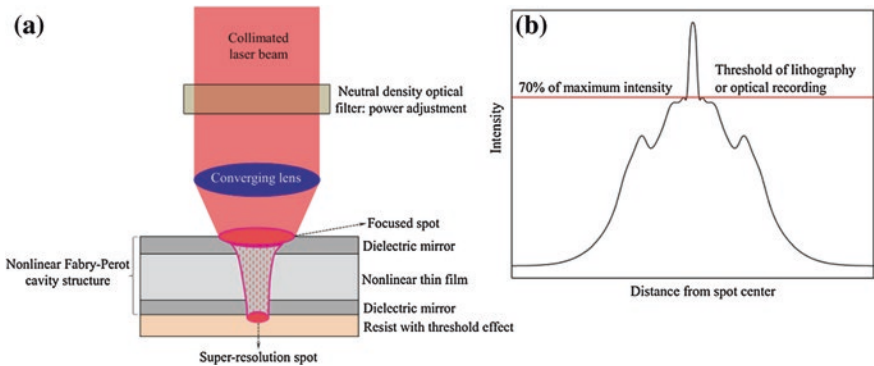 (a)
Collimated
laser beam
Neutral density optical
filter: power adjustment
Converging lens
Focused spot
Dielectric mirror
Nonlinear Fabry-Perot
cavity structure
Nonlinear thin film
Dielectric mirror
Resist with threshold effect
Super-resolution spot
(b)
70% of maximum intensity
Threshold of lithography
or optical recording
Intensity
Distance from spot center